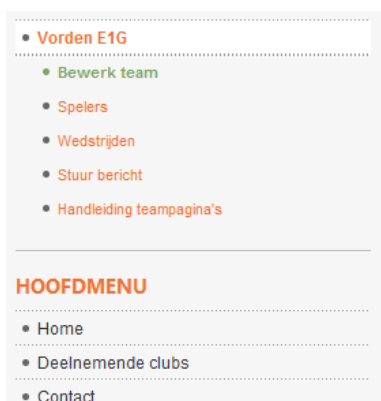 Vorden E1G
Bewerk team
Spelers
Wedstrijden
Stuur bericht
Handleiding teampagina's
HOOFDMENU
Home
Deelnemende clubs
Contact